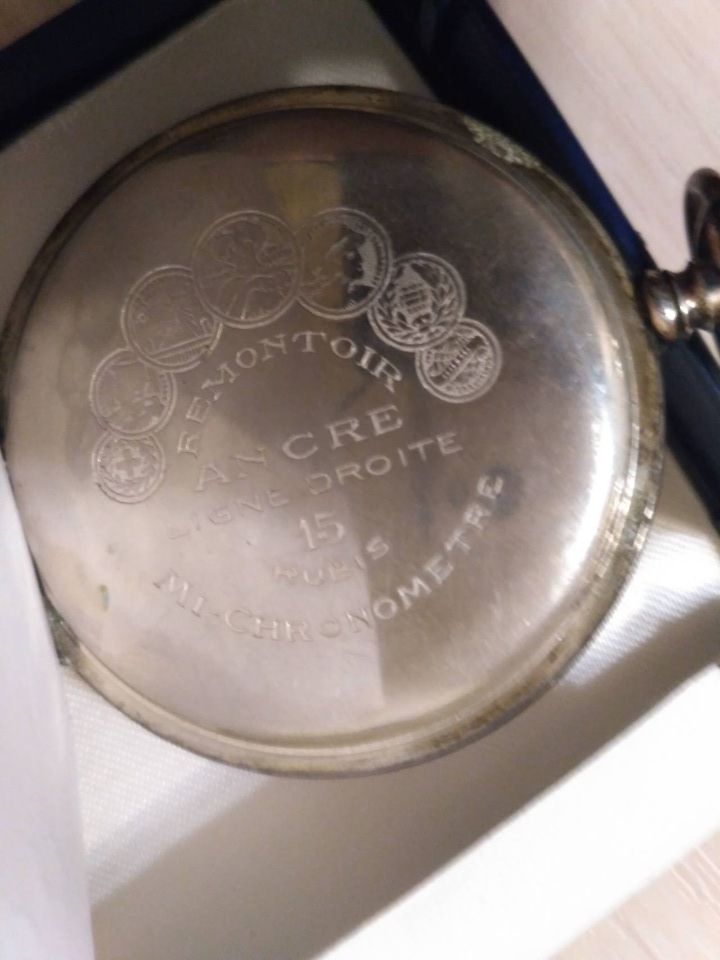 REMONTOIR
ANCRE
LIGNE DROITE
15
RUBIS
MI-CHRONOMETRE